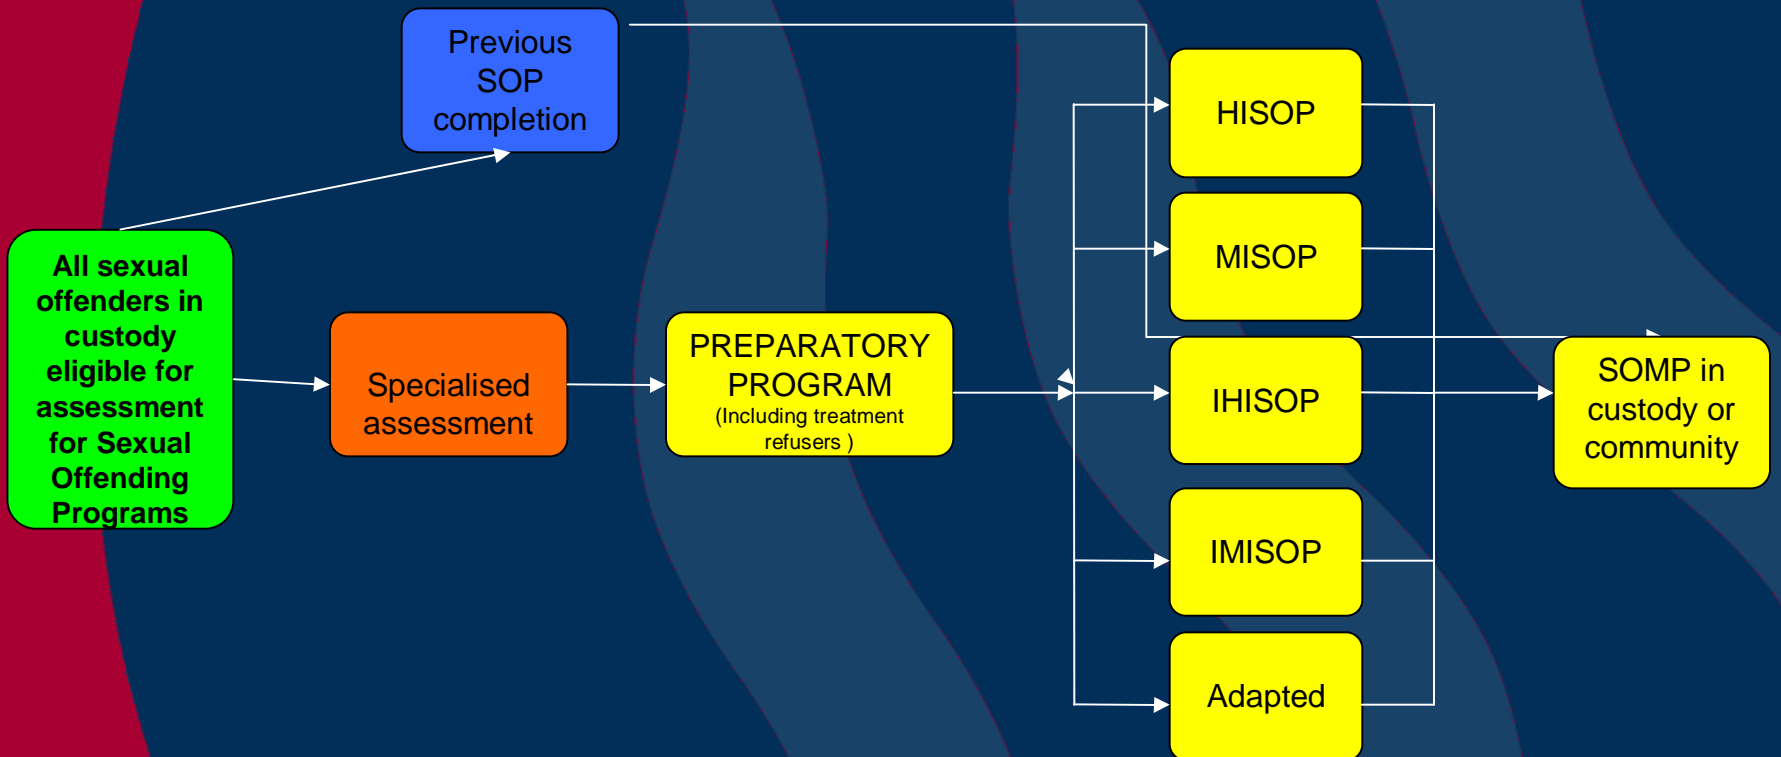 Previous
SOP
completion
All sexual
offenders in
custody
eligible for
assessment
for Sexual
Offending
Programs
Specialised
assessment
PREPARATORY
PROGRAM
(Including treatment
refusers )
HISOP
MISOP
IHISOP
IMISOP
Adapted
SOMP in
custody or
community